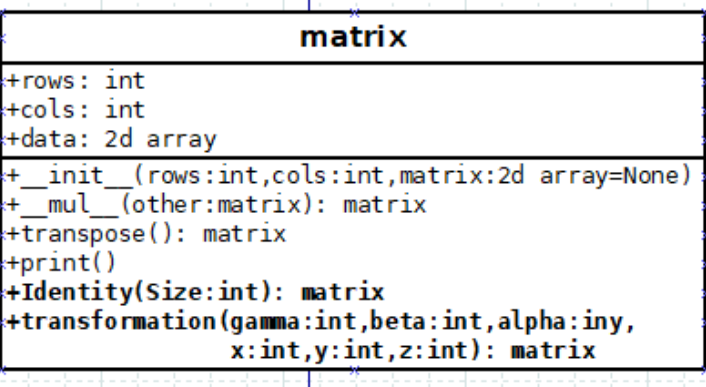 matrix
+rows: int
+cols: int
+data: 2d array
+__init__(rows:int,cols:int,matrix:2d array=None)
+__mul__(other:matrix): matrix
+transpose(): matrix
+print()
+Identity(Size:int): matrix
+transformation(gamma:int,beta:int,alpha:iny,
x:int,y:int,z:int): matrix